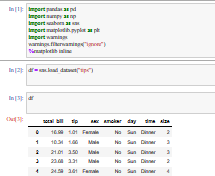 In [1]: import pandas as pd
import numpy as np
import seaborn as sns
import matplotlib.pyplot as plt
import warnings
warnings.filterwarnings("ignore")
%matplotlib inline
In [2]: df = sns.load_dataset("tips")
In [3]: df
Out[3]:
total_bill tip sex smoker day time size
0 16.99 1.01 Female No Sun Dinner 2
1 10.34 1.66 Male No Sun Dinner 3
2 21.01 3.50 Male No Sun Dinner 3
3 23.68 3.31 Male No Sun Dinner 2
4 24.59 3.61 Female No Sun Dinner 4